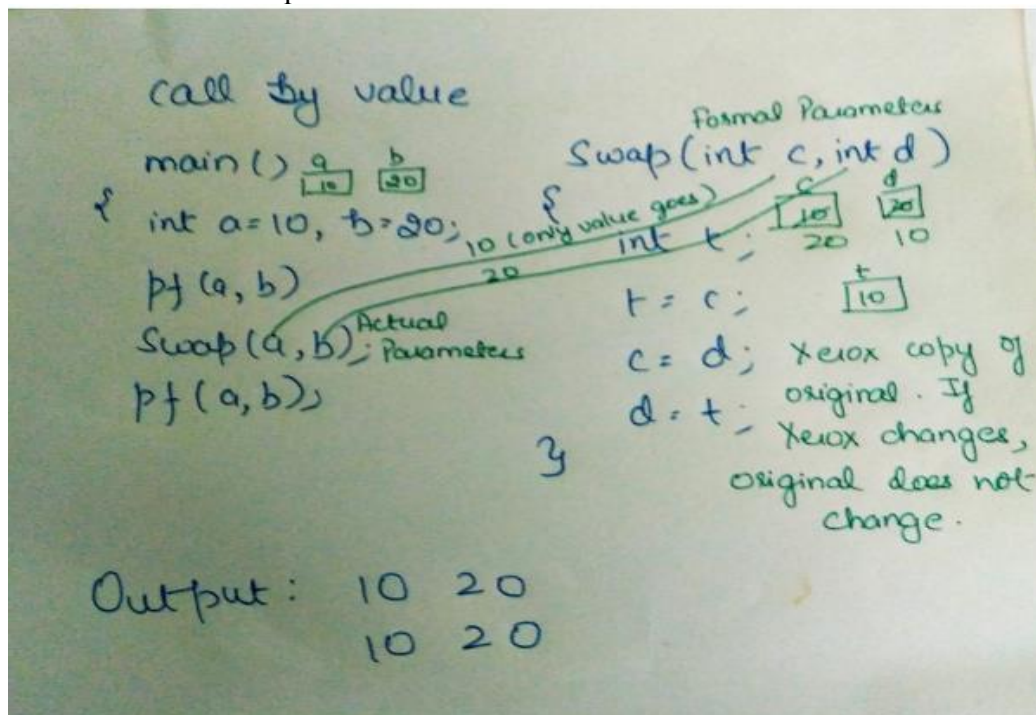 call by value
main()
a b
10 20
{
int a=10, b=20;
pf (a, b)
Swap (a, b);
Actual
Parameters
pf (a, b);
10 (only value goes)
20
Formal Parameters
Swap (int c, int d)
{
c d
10 20
20 10
int t;
t
10
t = c;
c = d;
d = t;
}
Xerox copy of
original. If
Xerox changes,
original does not
change.
Output: 10 20
10 20